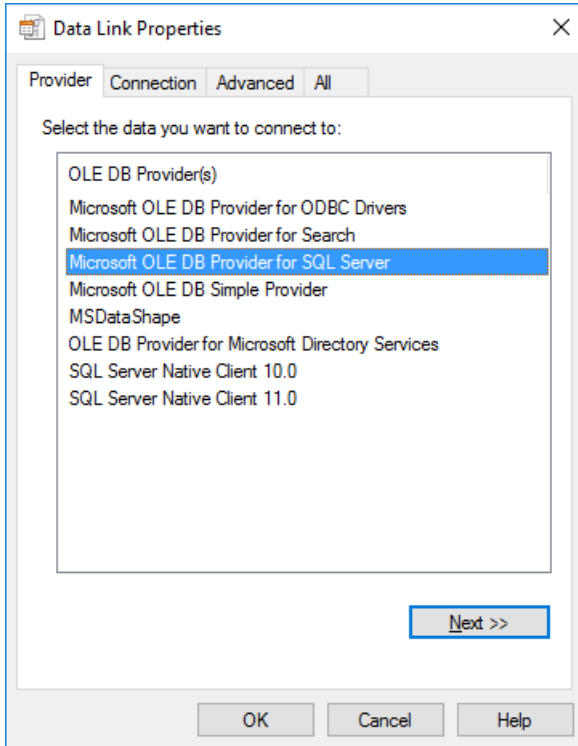 Data Link Properties
Provider Connection Advanced All
Select the data you want to connect to:
OLE DB Provider(s)
Microsoft OLE DB Provider for ODBC Drivers
Microsoft OLE DB Provider for Search
Microsoft OLE DB Provider for SQL Server
Microsoft OLE DB Simple Provider
MSDataShape
OLE DB Provider for Microsoft Directory Services
SQL Server Native Client 10.0
SQL Server Native Client 11.0
Next >>
OK Cancel Help